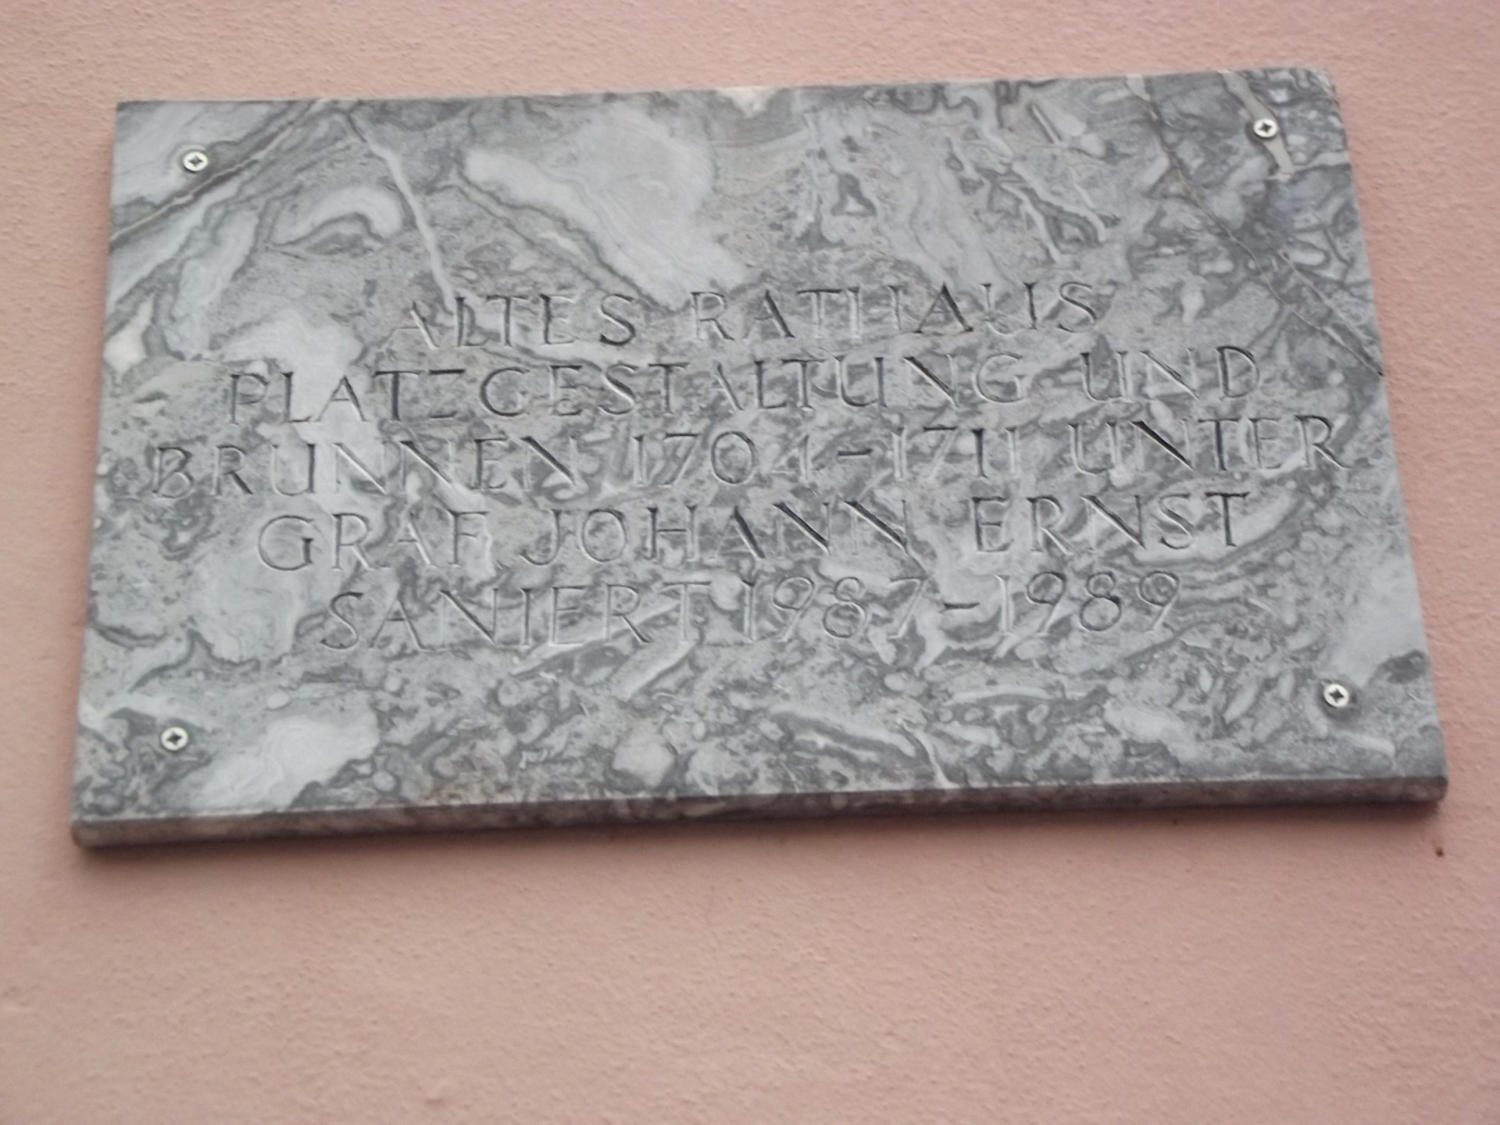 ALTES RATHAUS
PLATZGESTALTUNG UND
BRUNNEN 1704-1711 UNTER
GRAF JOHANN ERNST
SANIERT 1987-1989